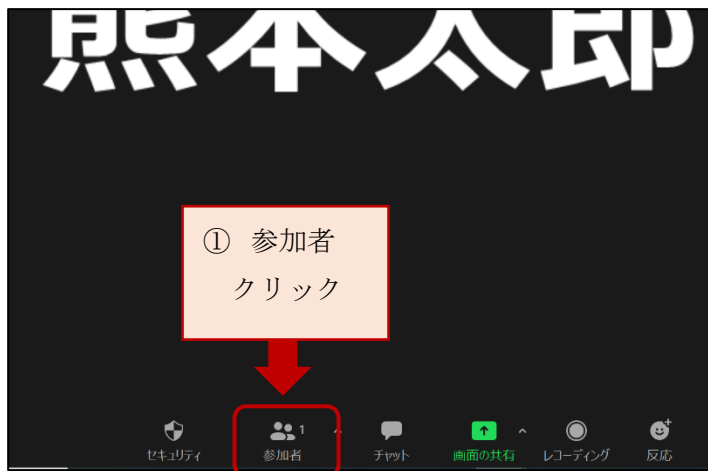 熊本太郎
① 参加者
クリック
1
セキュリティ
参加者
チャット
画面の共有
レコーディング
反応